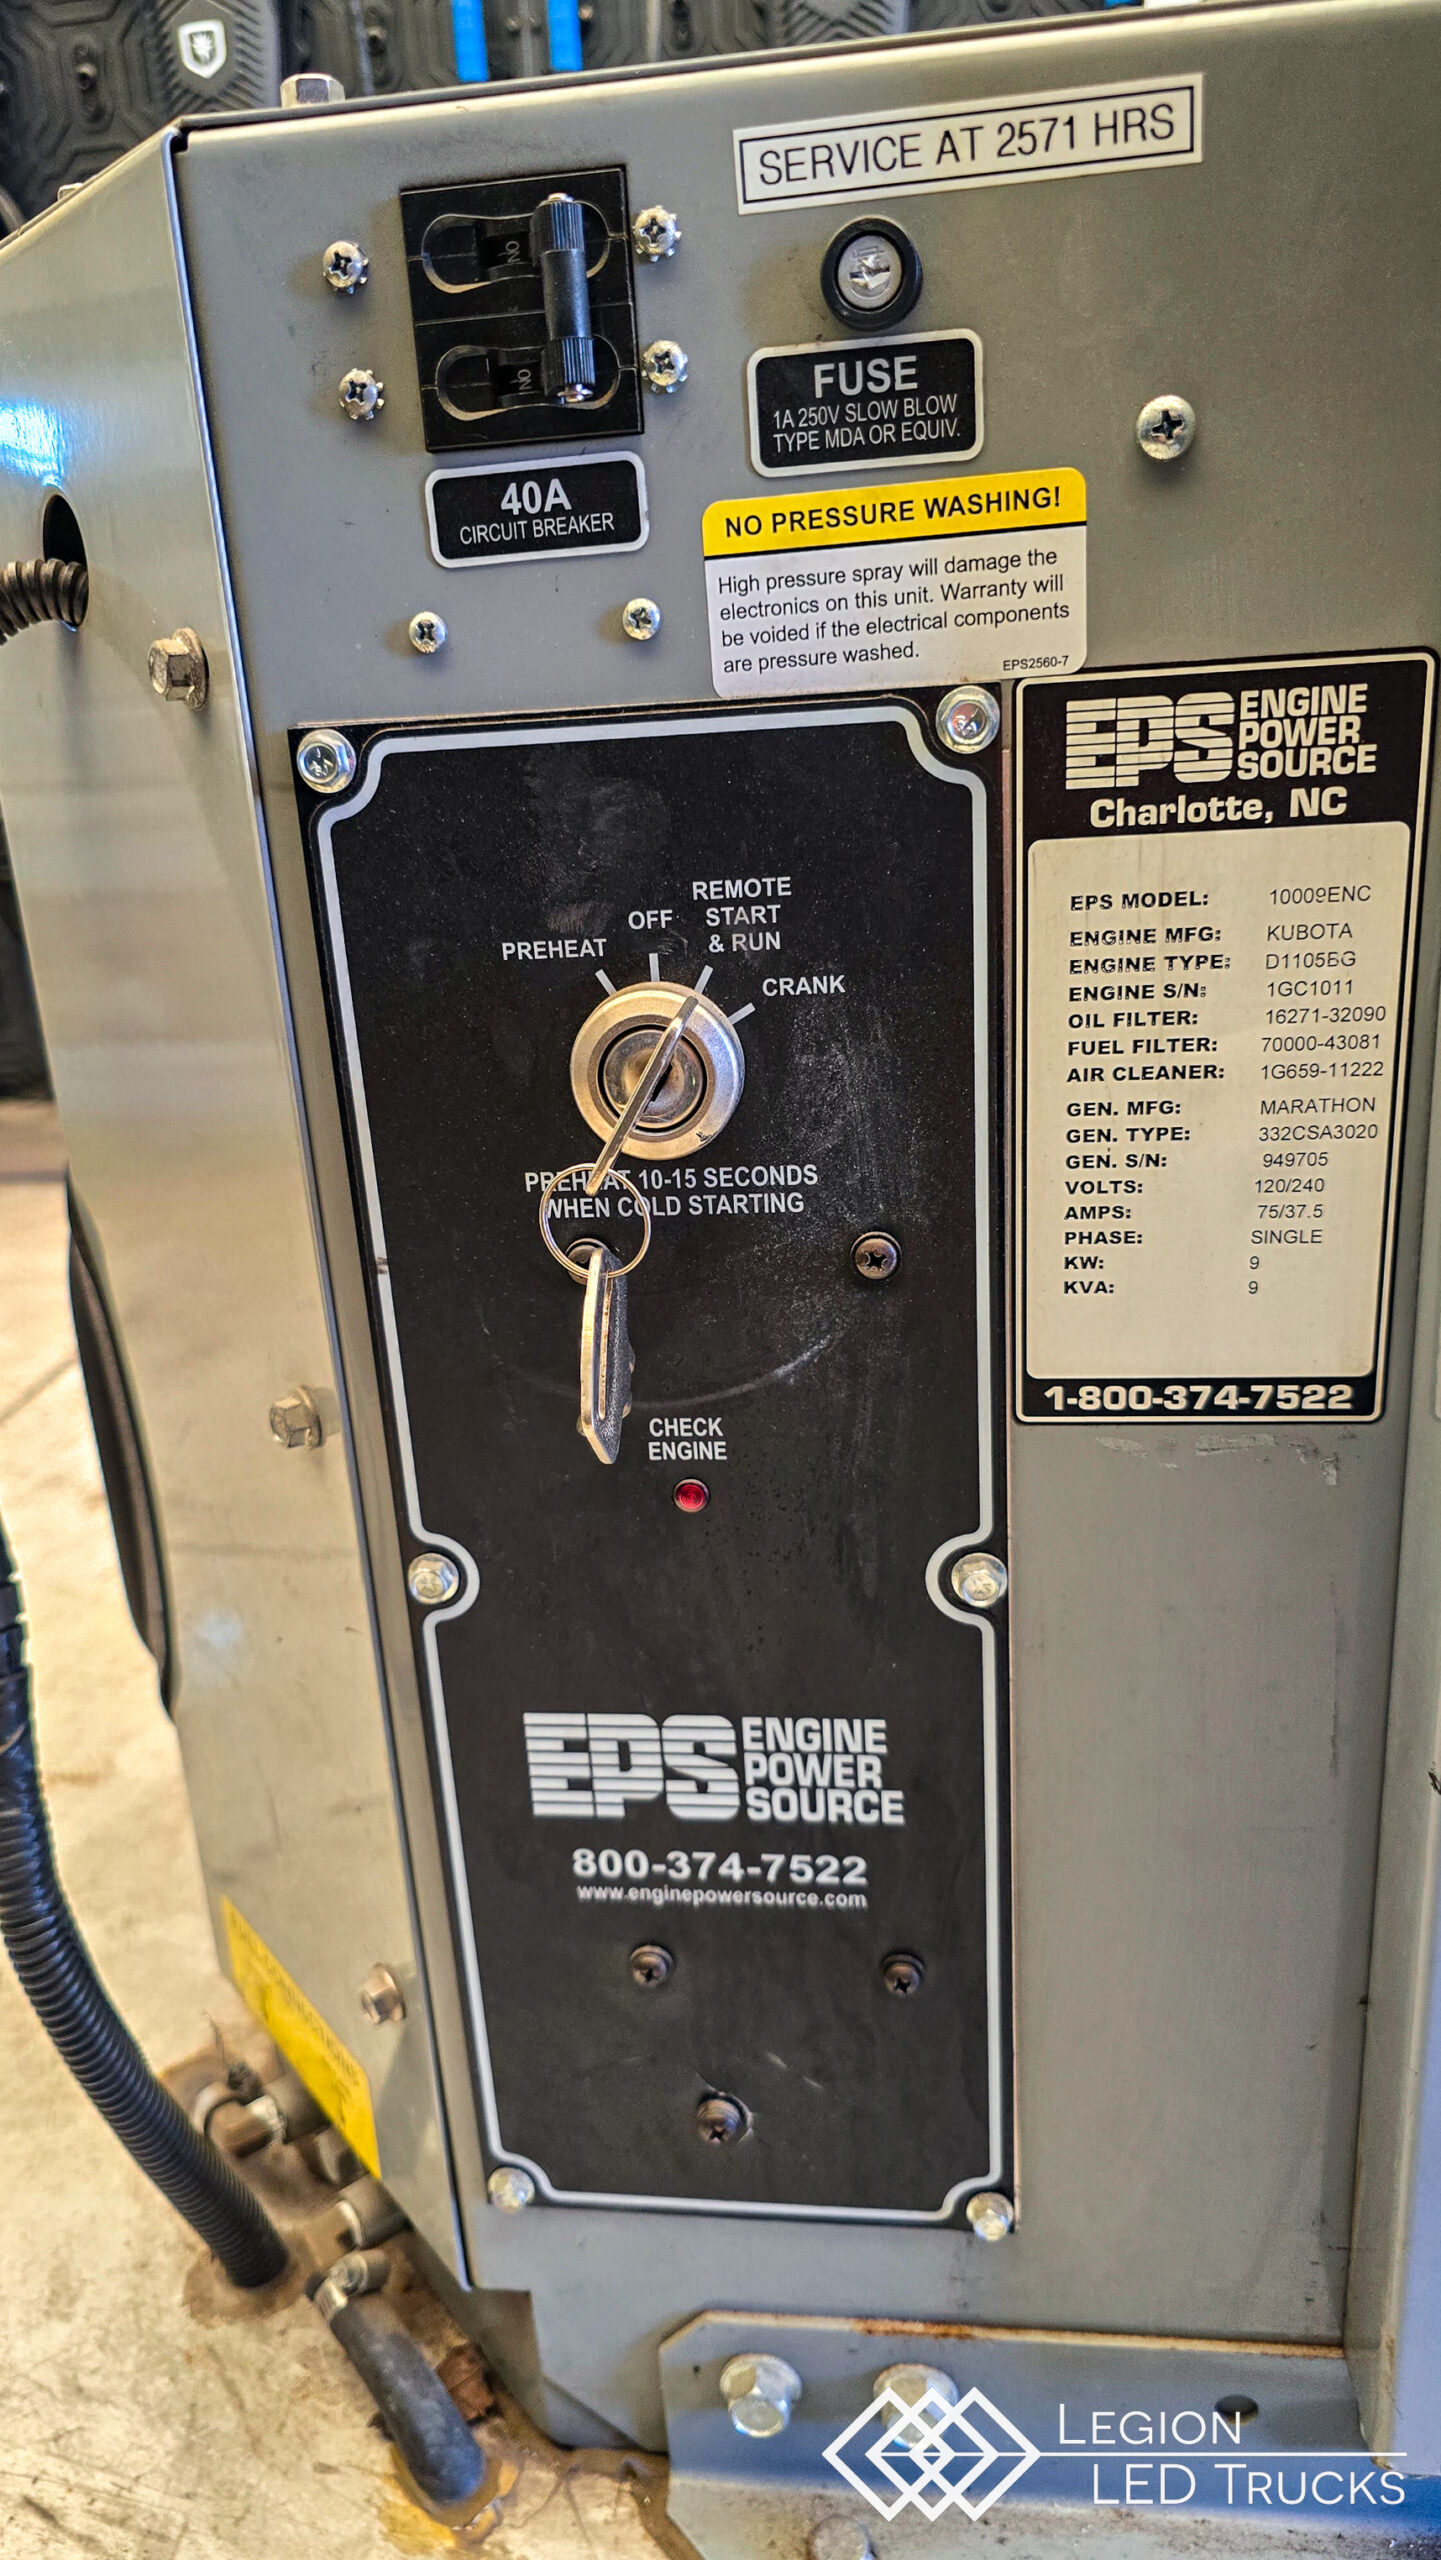 SERVICE AT 2571 HRS
ON
ON
FUSE
1A 250V SLOW BLOW
TYPE MDA OR EQUIV.
40A
CIRCUIT BREAKER
NO PRESSURE WASHING!
High pressure spray will damage the
electronics on this unit. Warranty will
be voided if the electrical components
are pressure washed.
EPS2560-7
EPS ENGINE
POWER
SOURCE
Charlotte, NC
EPS MODEL: 10009ENC
ENGINE MFG: KUBOTA
ENGINE TYPE: D1105BG
ENGINE S/N: 1GC1011
OIL FILTER: 16271-32090
FUEL FILTER: 70000-43081
AIR CLEANER: 1G659-11222
GEN. MFG: MARATHON
GEN. TYPE: 332CSA3020
GEN. S/N: 949705
VOLTS: 120/240
AMPS: 75/37.5
PHASE: SINGLE
KW: 9
KVA: 9
1-800-374-7522
PREHEAT
OFF
REMOTE
START
& RUN
CRANK
PREHEAT 10-15 SECONDS
WHEN COLD STARTING
CHECK
ENGINE
EPS ENGINE
POWER
SOURCE
800-374-7522
www.enginepowersource.com
LEGION
LED TRUCKS